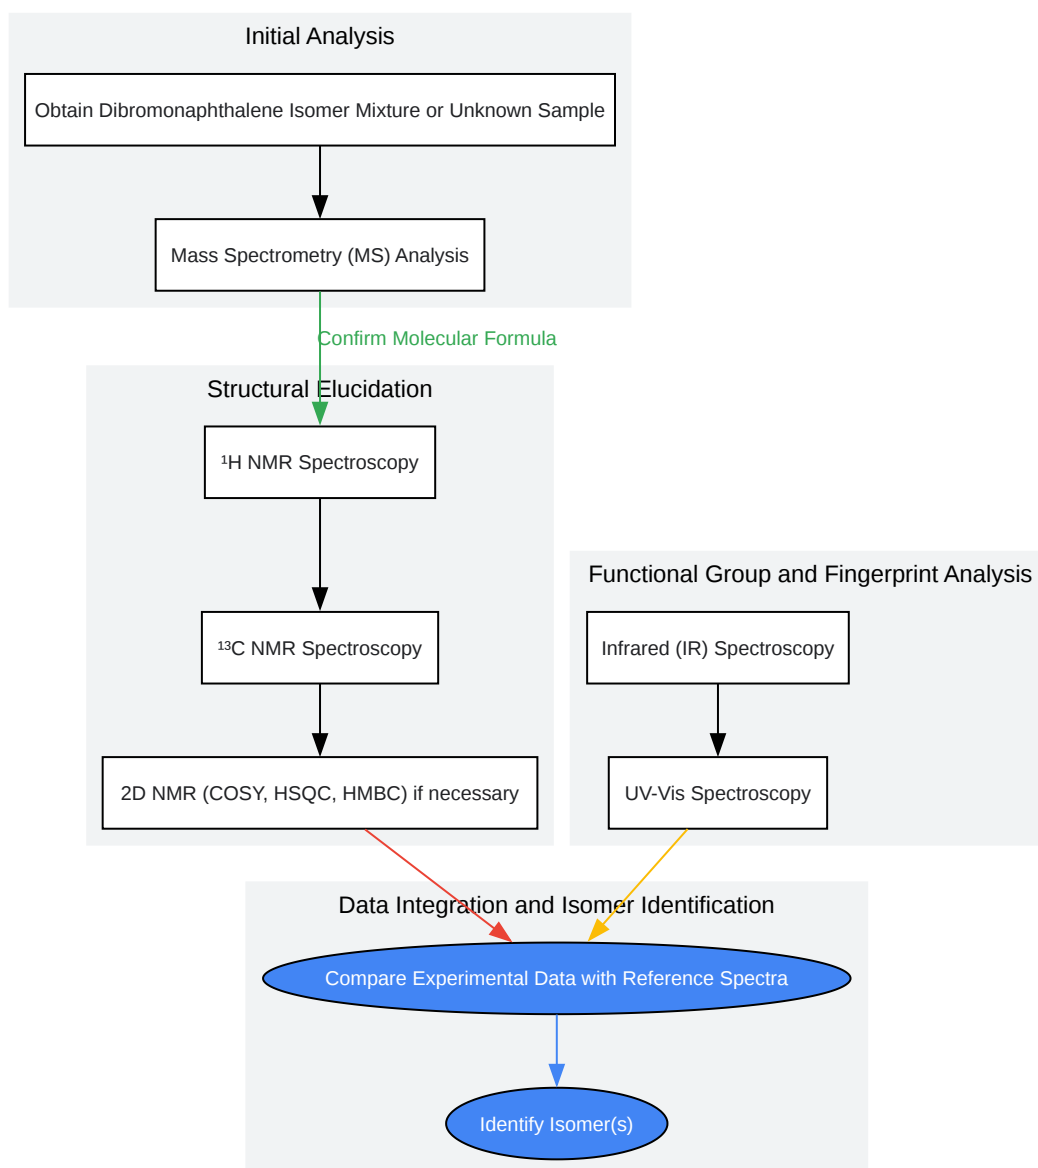 Initial Analysis
Obtain Dibromonaphthalene Isomer Mixture or Unknown Sample
Mass Spectrometry (MS) Analysis
Confirm Molecular Formula
Structural Elucidation
¹H NMR Spectroscopy
¹³C NMR Spectroscopy
2D NMR (COSY, HSQC, HMBC) if necessary
Functional Group and Fingerprint Analysis
Infrared (IR) Spectroscopy
UV-Vis Spectroscopy
Data Integration and Isomer Identification
Compare Experimental Data with Reference Spectra
Identify Isomer(s)